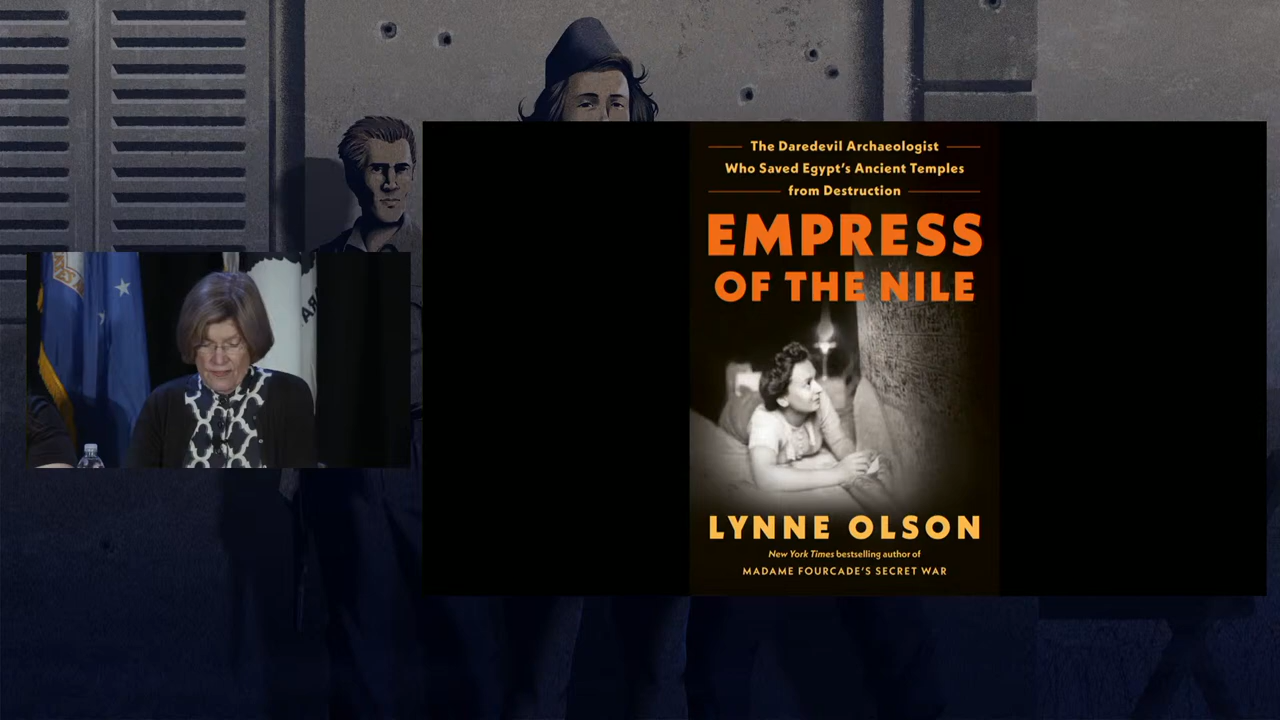 The Daredevil Archaeologist
Who Saved Egypt's Ancient Temples
from Destruction
EMPRESS
OF THE NILE
LYNNE OLSON
New York Times bestselling author of
MADAME FOURCADE'S SECRET WAR